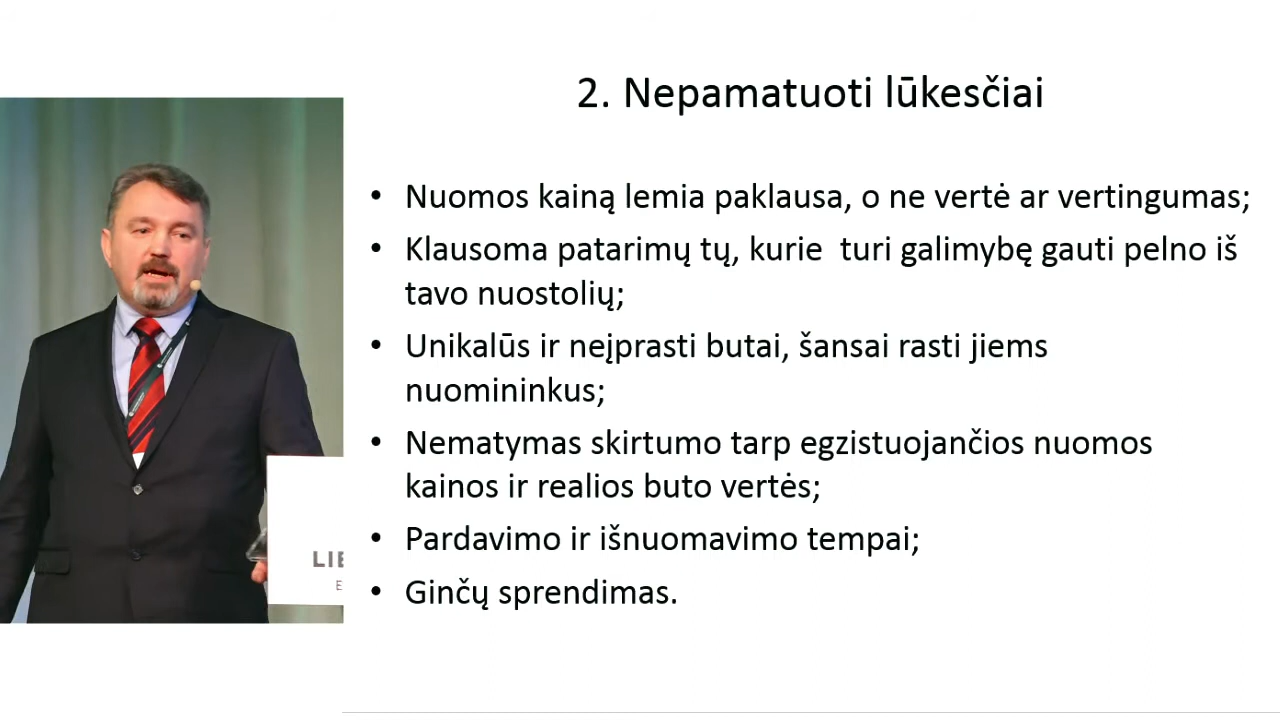 2. Nepamatuoti lūkesčiai
• Nuomos kainą lemia paklausa, o ne vertė ar vertingumas;
• Klausoma patarimų tų, kurie  turi galimybę gauti pelno iš
tavo nuostolių;
• Unikalūs ir neįprasti butai, šansai rasti jiems
nuomininkus;
• Nematymas skirtumo tarp egzistuojančios nuomos
kainos ir realios buto vertės;
• Pardavimo ir išnuomavimo tempai;
• Ginčų sprendimas.